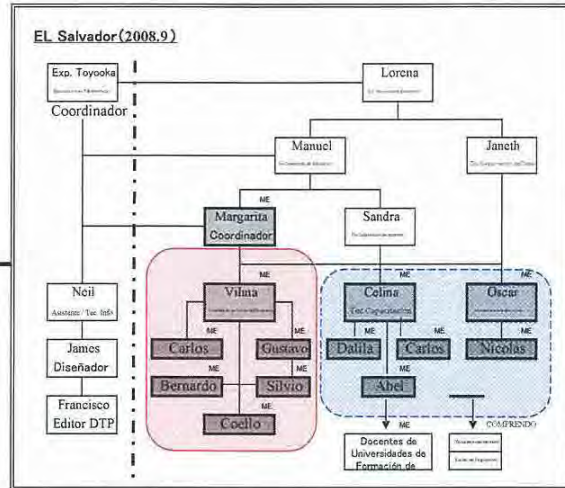 EL Salvador(2008.9)
Exp. Toyooka
Coordinador
Lorena
Manuel
Janeth
ME
Margarita
Coordinador
Sandra
Neil
Asistente / Tec. Info
James
Diseñador
Francisco
Editor DTP
ME
Vilma
ME
Carlos
ME
Gustavo
ME
Bernardo
ME
Silvio
ME
Coello
ME
Celina
Tec. Capacitación
ME
Oscar
ME
Dalila
ME
Carlos
ME
Nicolas
Abel
ME
COMPRENDO
Docentes de
Universidades de
Formación de